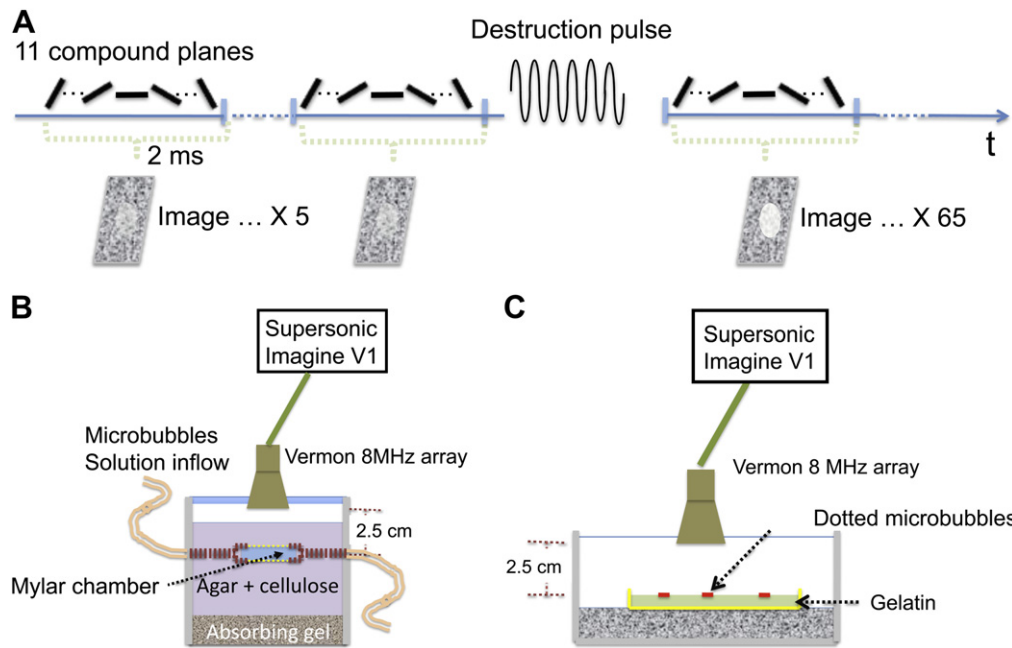 A
11 compound planes
Destruction pulse
t
2 ms
Image ... X 5
Image ... X 65
B
Supersonic
Imagine V1
Microbubbles
Solution inflow
Vermon 8MHz array
2.5 cm
Mylar chamber
Agar + cellulose
Absorbing gel
C
Supersonic
Imagine V1
Vermon 8 MHz array
Dotted microbubbles
2.5 cm
Gelatin